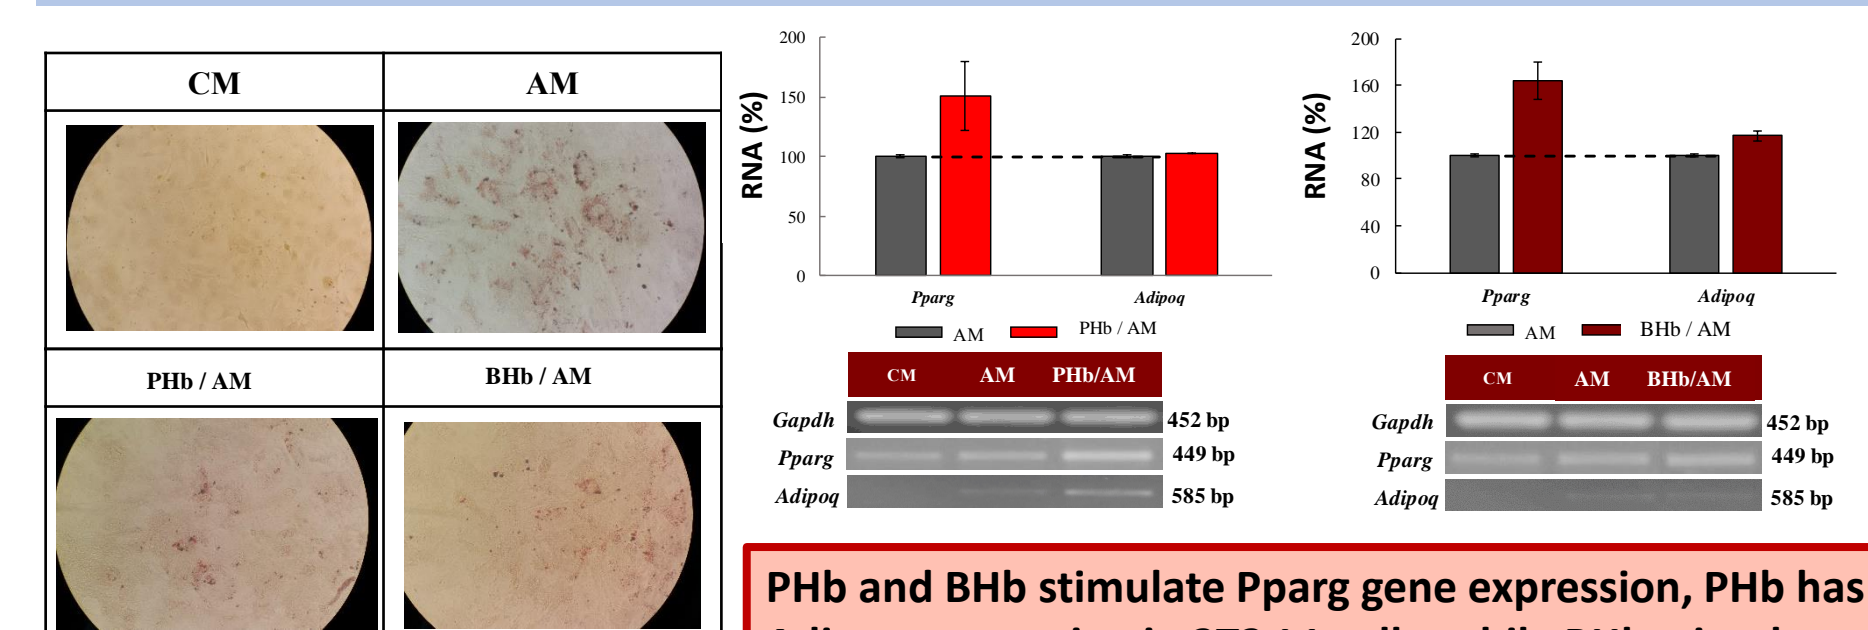 CM AM
PHb / AM BHb / AM
RNA (%)
200
150
100
50
0
Pparg Adipoq
AM PHb / AM
CM AM PHb/AM
Gapdh 452 bp
Pparg 449 bp
Adipoq 585 bp
RNA (%)
200
160
120
80
40
0
Pparg Adipoq
AM BHb / AM
CM AM BHb/AM
Gapdh 452 bp
Pparg 449 bp
Adipoq 585 bp
PHb and BHb stimulate Pparg gene expression, PHb has